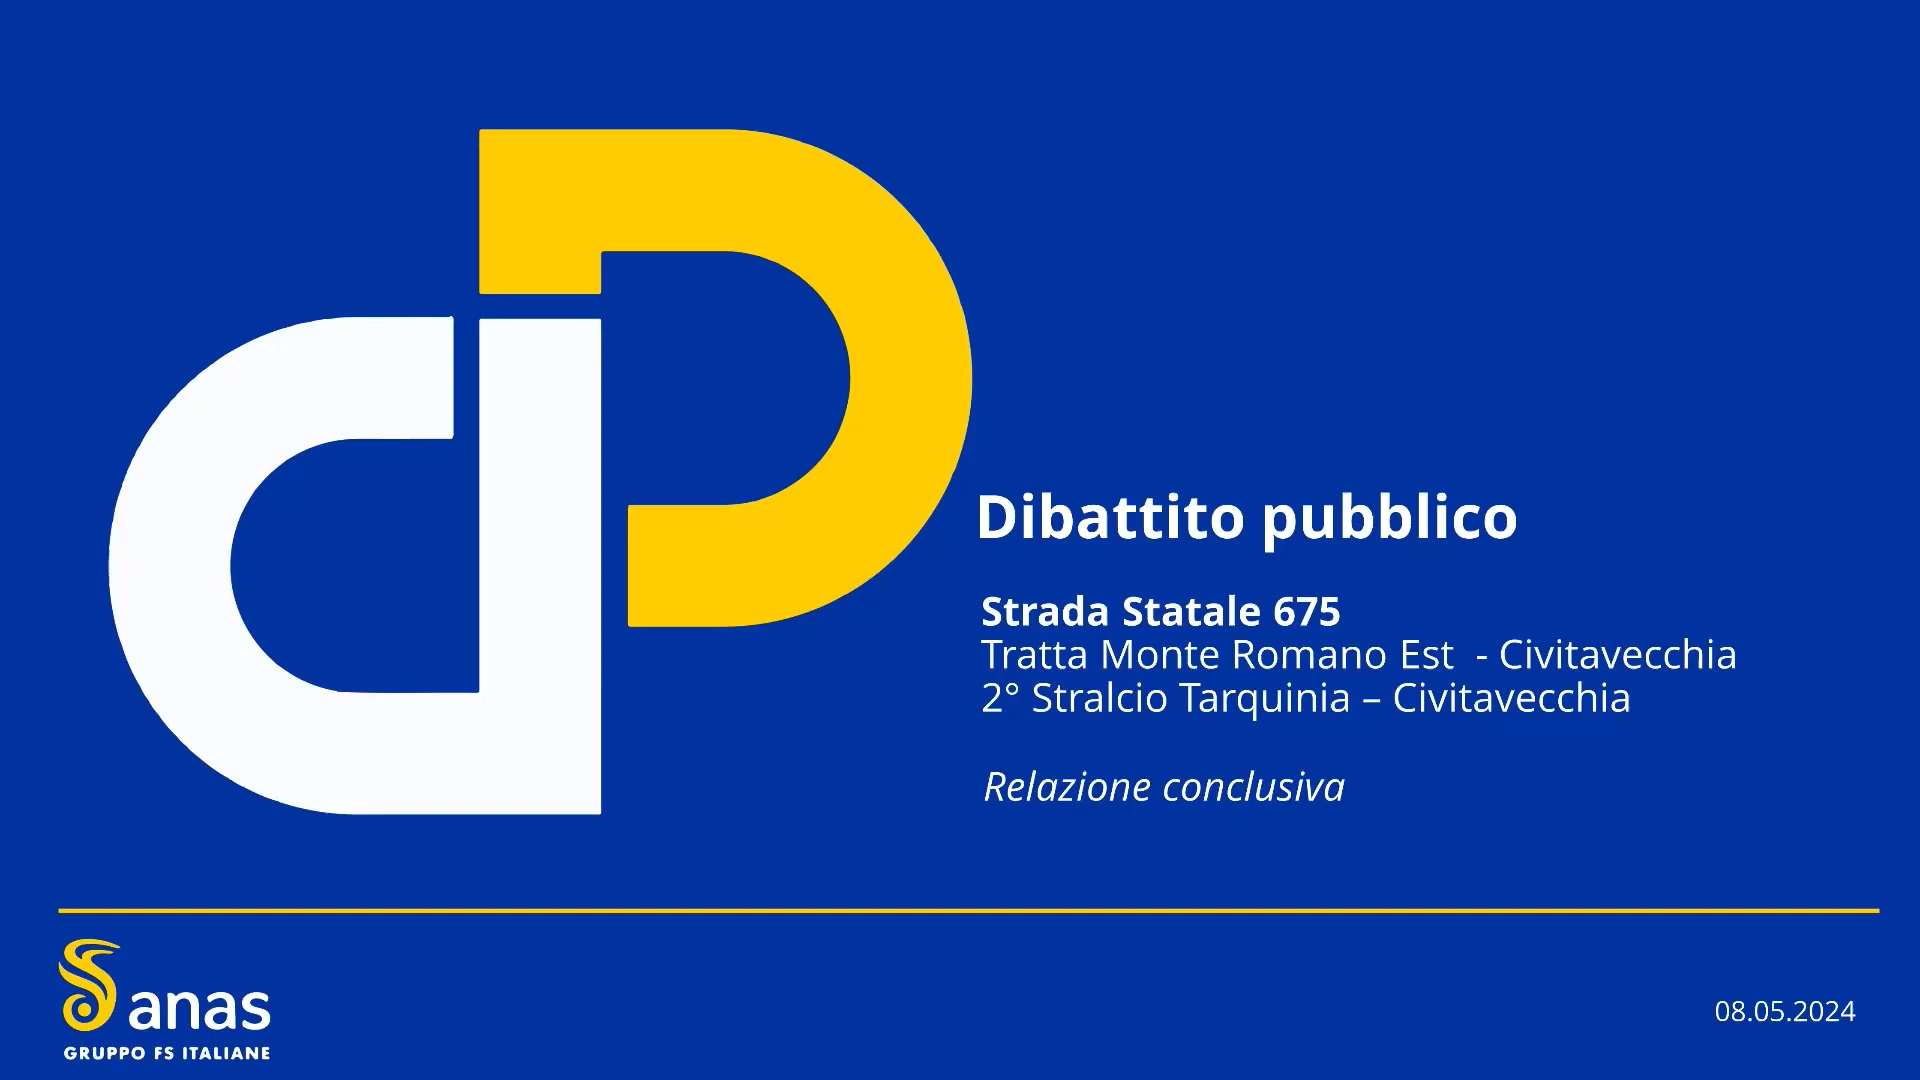 Dibattito pubblico
Strada Statale 675
Tratta Monte Romano Est - Civitavecchia
2° Stralcio Tarquinia – Civitavecchia
Relazione conclusiva
anas
GRUPPO FS ITALIANE
08.05.2024